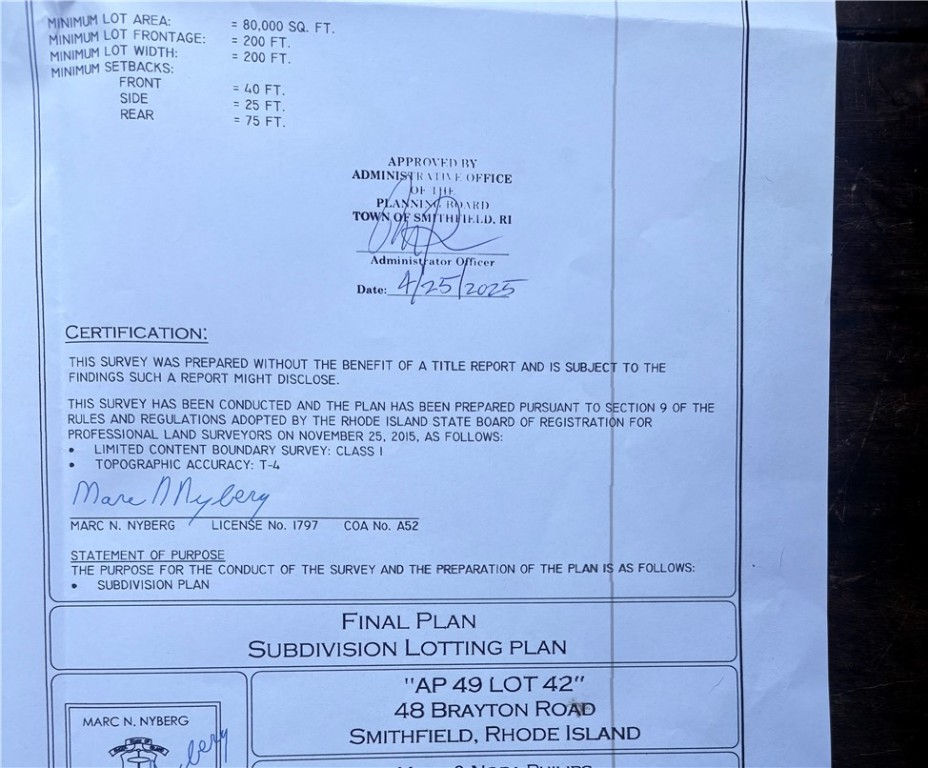 MINIMUM LOT AREA: = 80,000 SQ. FT.
MINIMUM LOT FRONTAGE: = 200 FT.
MINIMUM LOT WIDTH: = 200 FT.
MINIMUM SETBACKS:
FRONT = 40 FT.
SIDE = 25 FT.
REAR = 75 FT.
APPROVED BY
ADMINISTRATIVE OFFICE
OF THE
PLANNING BOARD
TOWN OF SMITHFIELD, RI
Administrator Officer
Date: 4/25/2025
CERTIFICATION:
THIS SURVEY WAS PREPARED WITHOUT THE BENEFIT OF A TITLE REPORT AND IS SUBJECT TO THE
FINDINGS SUCH A REPORT MIGHT DISCLOSE.
THIS SURVEY HAS BEEN CONDUCTED AND THE PLAN HAS BEEN PREPARED PURSUANT TO SECTION 9 OF THE
RULES AND REGULATIONS ADOPTED BY THE RHODE ISLAND STATE BOARD OF REGISTRATION FOR
PROFESSIONAL LAND SURVEYORS ON NOVEMBER 25, 2015, AS FOLLOWS:
• LIMITED CONTENT BOUNDARY SURVEY: CLASS I
• TOPOGRAPHIC ACCURACY: T-4
Marc N Nyberg
MARC N. NYBERG LICENSE No. 1797 COA No. A52
STATEMENT OF PURPOSE
THE PURPOSE FOR THE CONDUCT OF THE SURVEY AND THE PREPARATION OF THE PLAN IS AS FOLLOWS:
• SUBDIVISION PLAN
FINAL PLAN
SUBDIVISION LOTTING PLAN
"AP 49 LOT 42"
48 BRAYTON ROAD
SMITHFIELD, RHODE ISLAND
MARC N. NYBERG